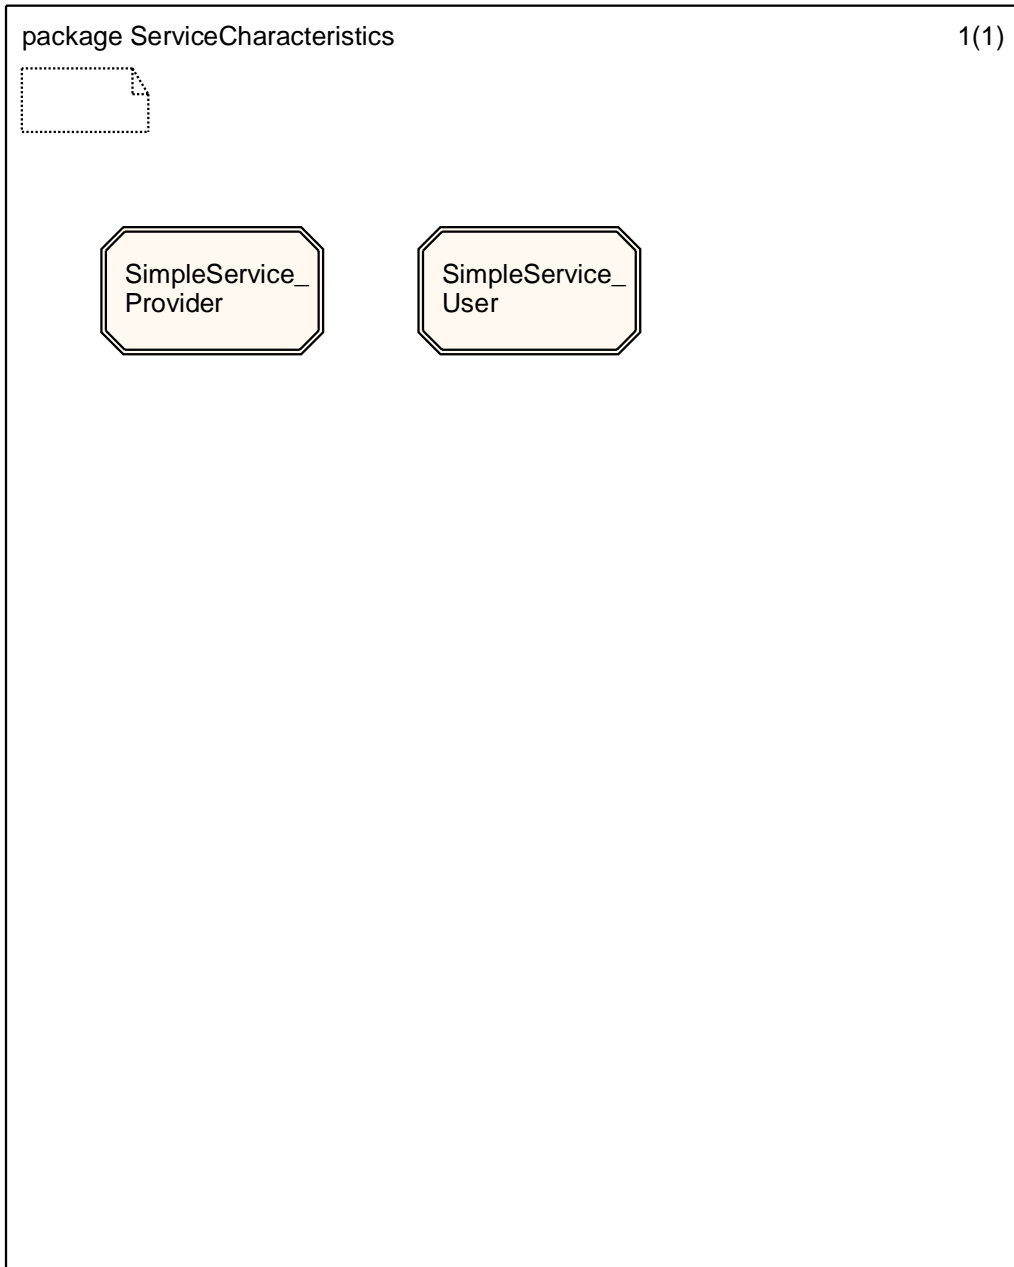 package ServiceCharacteristics
1(1)
SimpleService_
Provider
SimpleService_
User